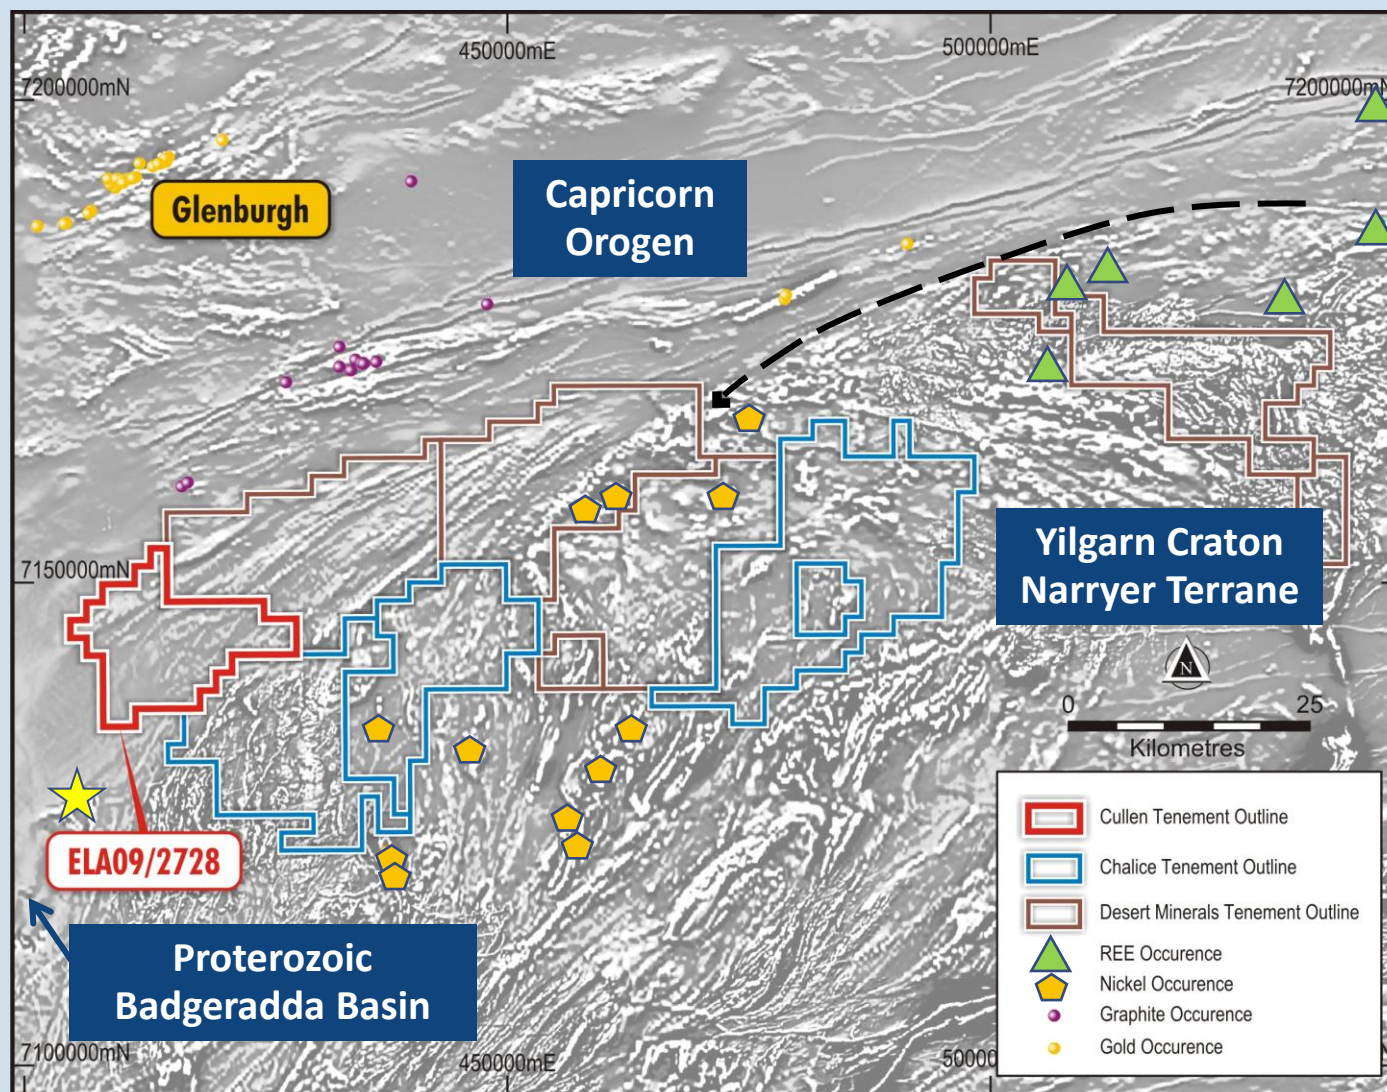 450000mE
500000mE
7200000mN
7200000mN
Glenburgh
Capricorn
Orogen
Yilgarn Craton
Narryer Terrane
7150000mN
N
0
25
Kilometres
ELA09/2728
Proterozoic
Badgeradda Basin
Cullen Tenement Outline
Chalice Tenement Outline
Desert Minerals Tenement Outline
REE Occurence
Nickel Occurence
Graphite Occurence
Gold Occurence
7100000mN
450000mE
50000